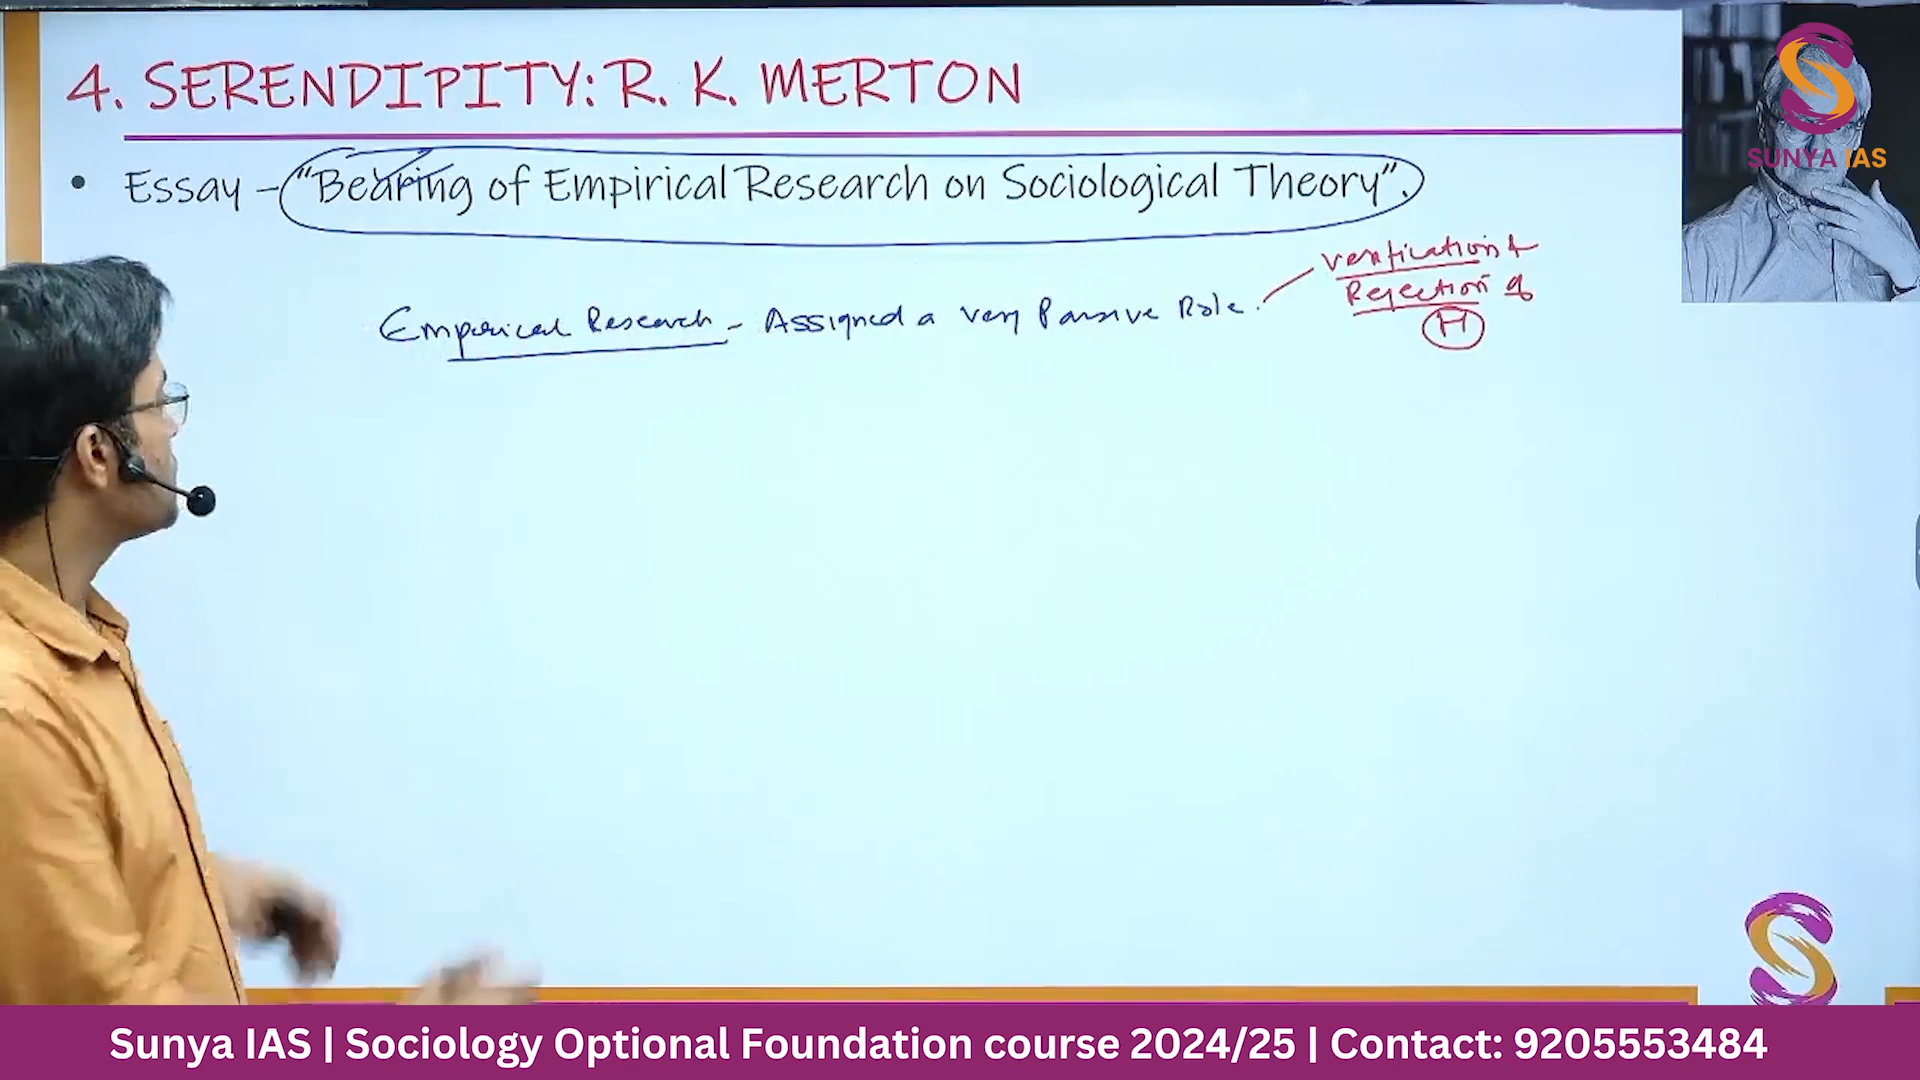 4. SERENDIPITY: R. K. MERTON
SUNYA IAS
• Essay – "Bearing of Empirical Research on Sociological Theory".
Verification &
Rejection of
H
Empirical Research - Assigned a very Passive Role.
Sunya IAS | Sociology Optional Foundation course 2024/25 | Contact: 9205553484